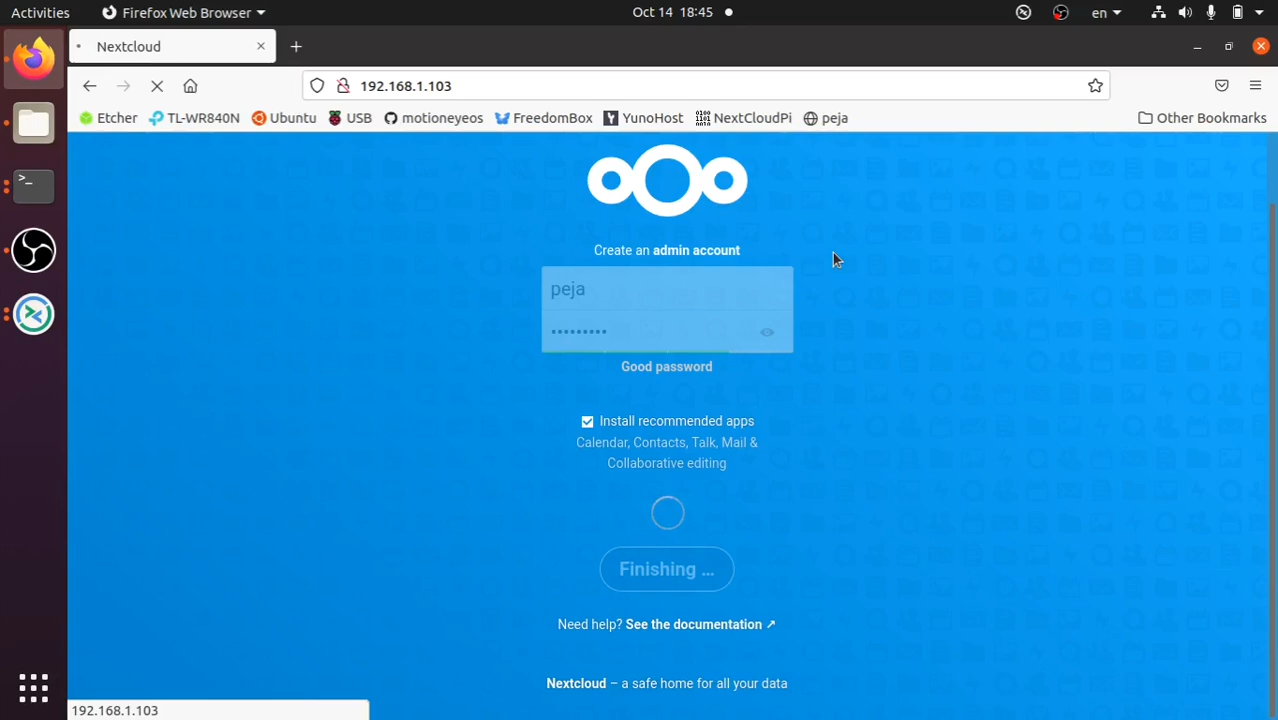 Activities
Firefox Web Browser
Oct 14 18:45
en
Nextcloud
192.168.1.103
Etcher
TL-WR840N
Ubuntu
USB
motioneyeos
FreedomBox
YunoHost
NextCloudPi
peja
Other Bookmarks
Create an admin account
peja
•••••••••
Good password
Install recommended apps
Calendar, Contacts, Talk, Mail &
Collaborative editing
Finishing …
Need help? See the documentation ↗
Nextcloud – a safe home for all your data
192.168.1.103